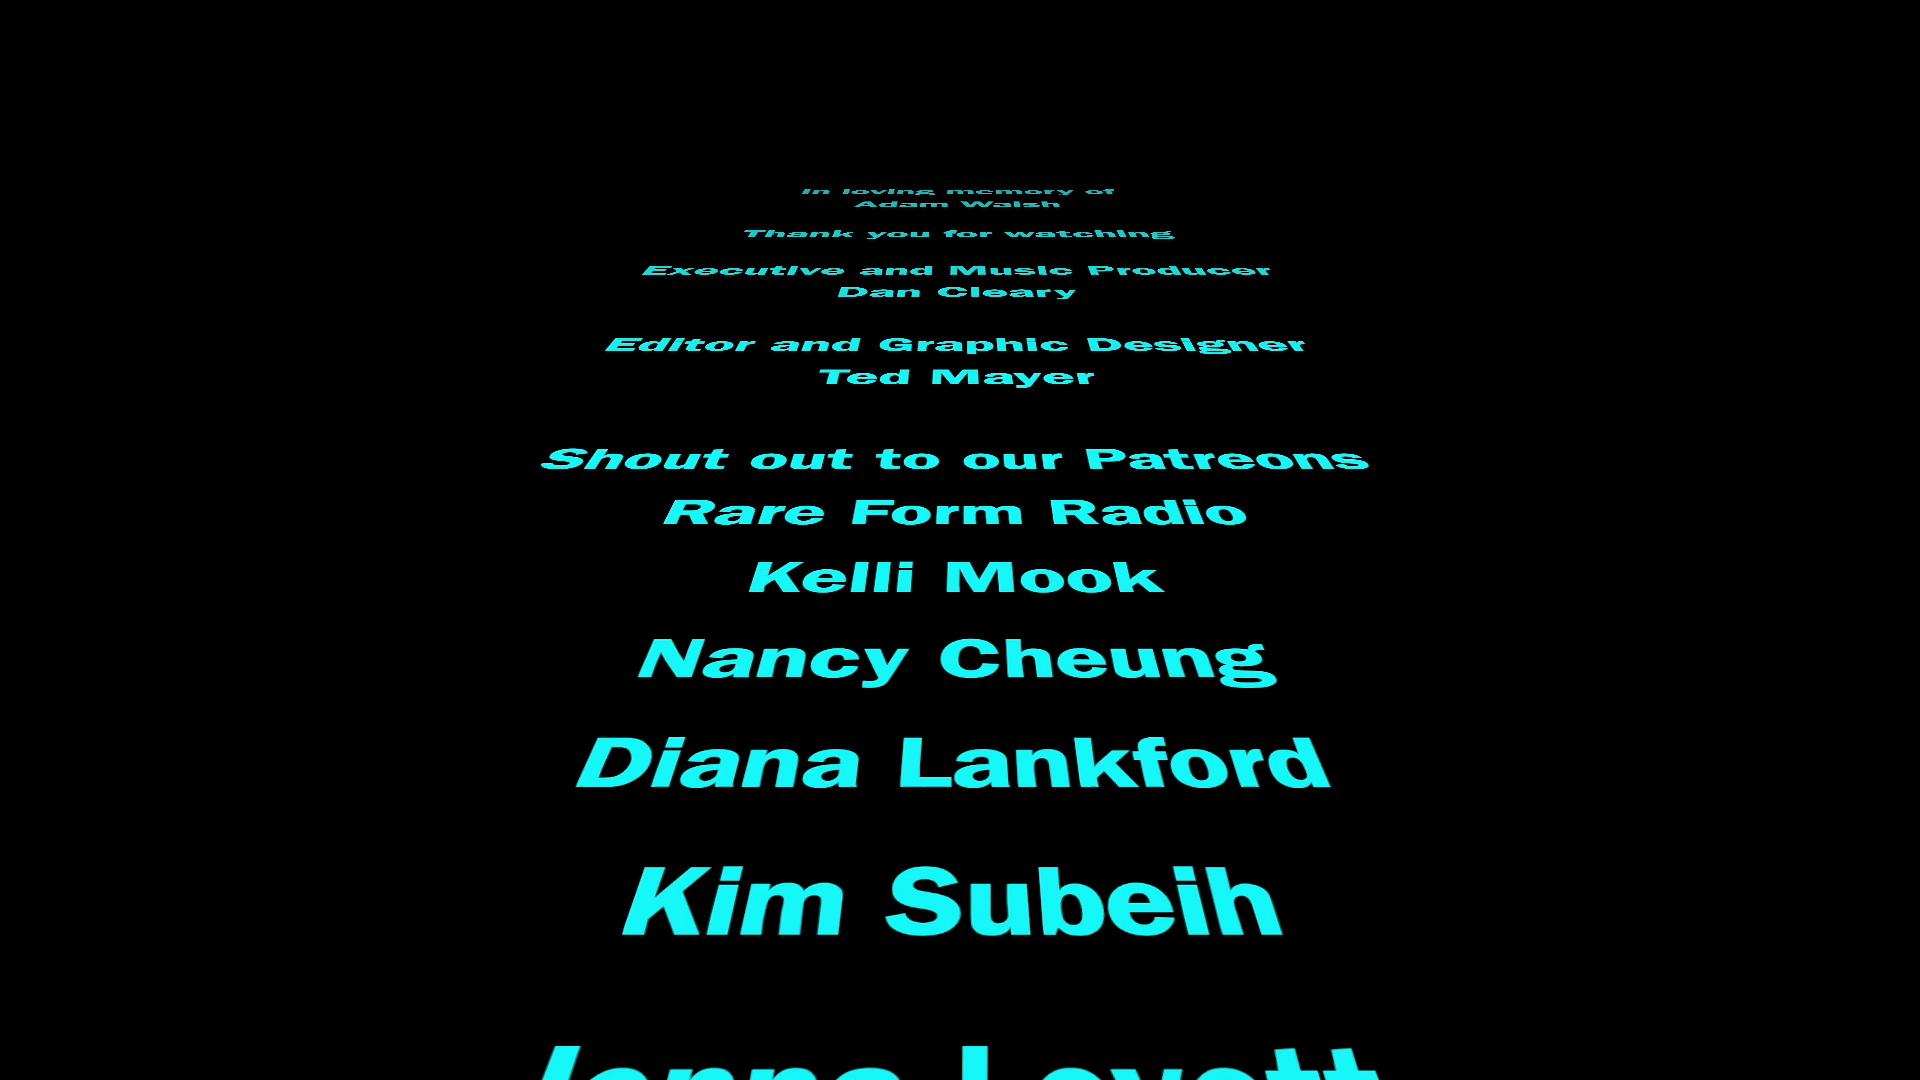 In loving memory of
Adam Walsh
Thank you for watching
Executive and Music Producer
Dan Cleary
Editor and Graphic Designer
Ted Mayer
Shout out to our Patreons
Rare Form Radio
Kelli Mook
Nancy Cheung
Diana Lankford
Kim Subeih